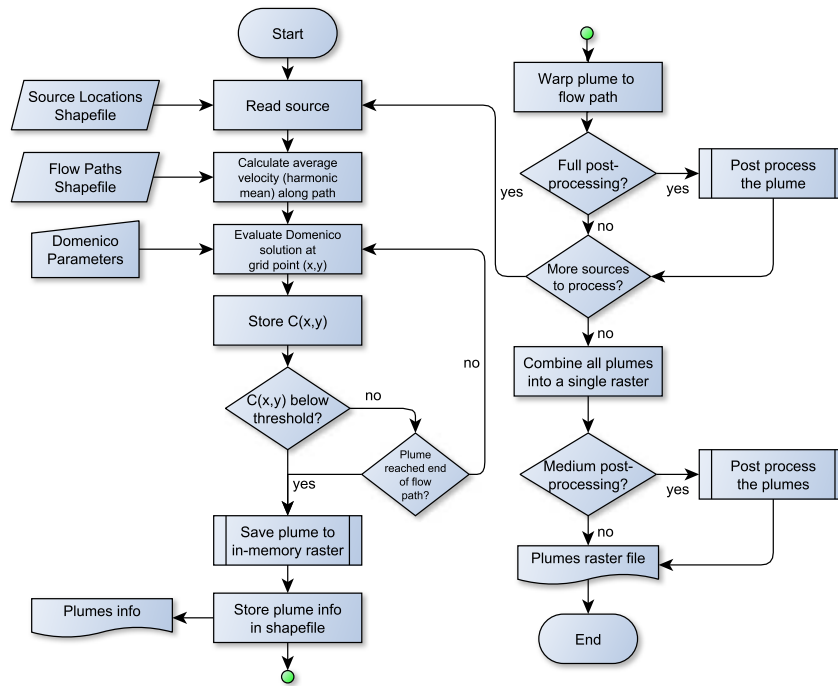 Start
Source Locations
Shapefile
Read source
Flow Paths
Shapefile
Calculate average
velocity (harmonic
mean) along path
Domenico
Parameters
Evaluate Domenico
solution at
grid point (x,y)
Store C(x,y)
C(x,y) below
threshold?
no
Plume
reached end
of flow
path?
no
yes
Save plume to
in-memory raster
Store plume info
in shapefile
Plumes info
Warp plume to
flow path
Full post-
processing?
yes
Post process
the plume
no
More sources
to process?
yes
no
Combine all plumes
into a single raster
Medium post-
processing?
yes
Post process
the plumes
no
Plumes raster file
End